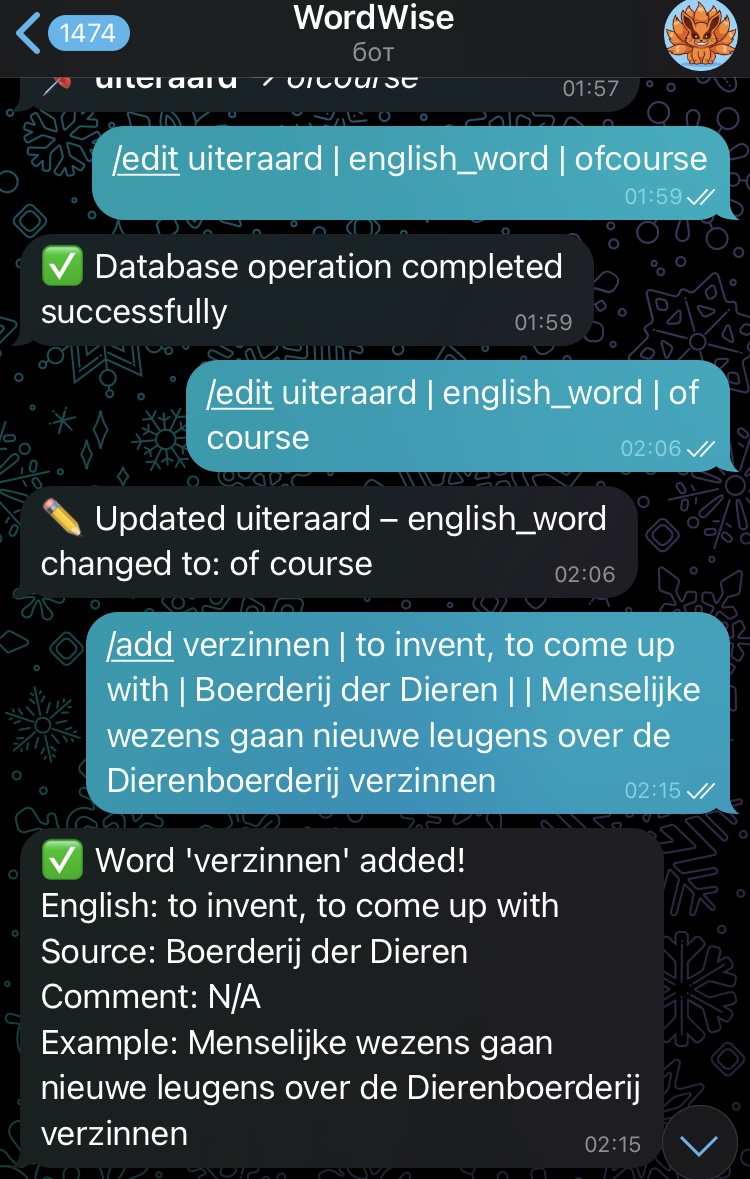 1474
WordWise
бот
uiteraard → ofcourse
01:57
/edit uiteraard | english_word | ofcourse
01:59
✅ Database operation completed
successfully
01:59
/edit uiteraard | english_word | of
course
02:06
✏️ Updated uiteraard – english_word
changed to: of course
02:06
/add verzinnen | to invent, to come up
with | Boerderij der Dieren | | Menselijke
wezens gaan nieuwe leugens over de
Dierenboerderij verzinnen
02:15
✅ Word 'verzinnen' added!
English: to invent, to come up with
Source: Boerderij der Dieren
Comment: N/A
Example: Menselijke wezens gaan
nieuwe leugens over de Dierenboerderij
verzinnen
02:15